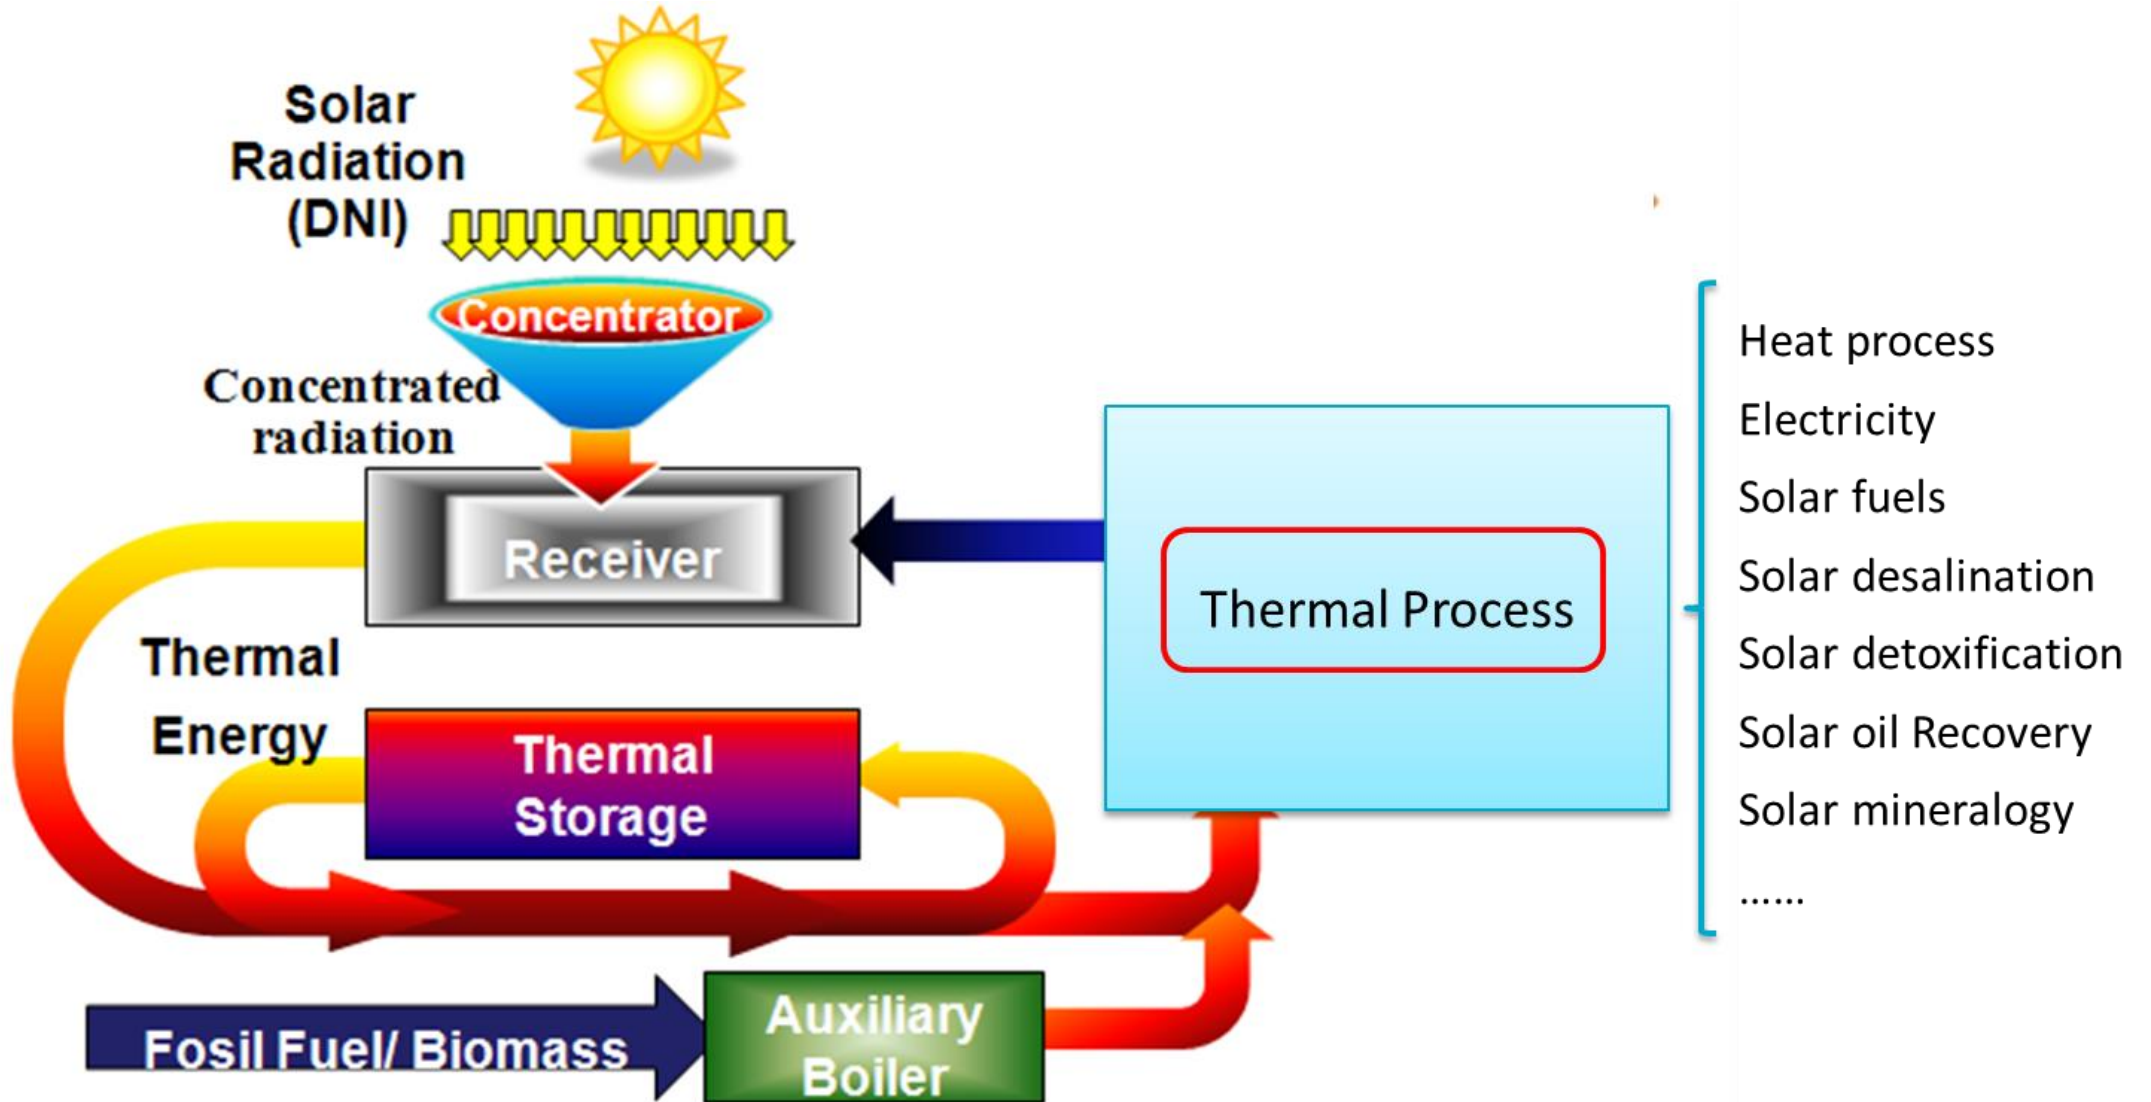 Solar
Radiation
(DNI)
Concentrator
Concentrated
radiation
Receiver
Thermal
Energy
Thermal
Storage
Fosil Fuel/ Biomass
Auxiliary
Boiler
Thermal Process
Heat process
Electricity
Solar fuels
Solar desalination
Solar detoxification
Solar oil Recovery
Solar mineralogy
......